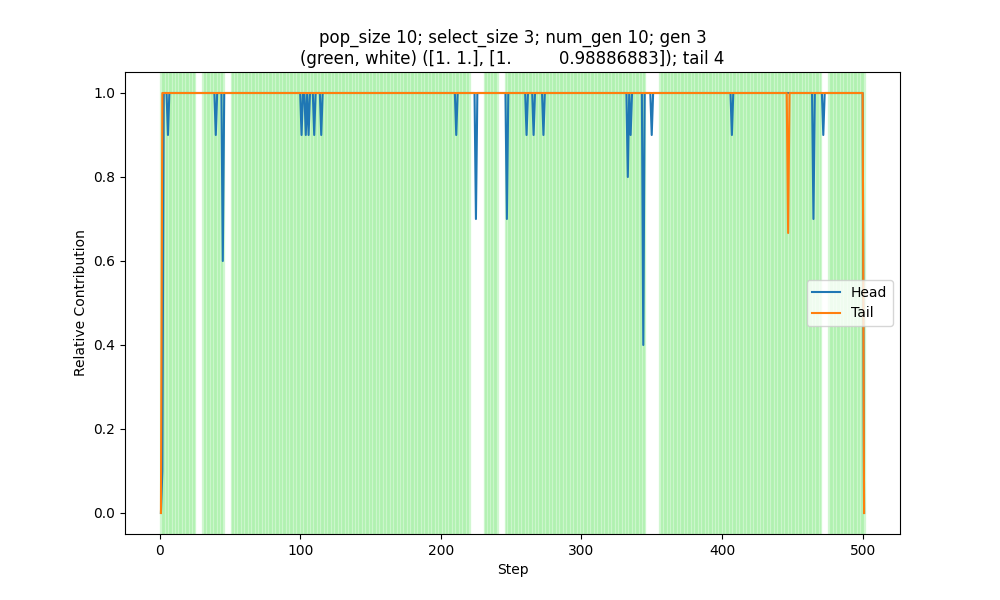 pop_size 10; select_size 3; num_gen 10; gen 3
(green, white) ([1. 1.], [1.          0.98886883]); tail 4
1.0
0.8
0.6
0.4
0.2
0.0
Relative Contribution
Head
Tail
0 100 200 300 400 500
Step